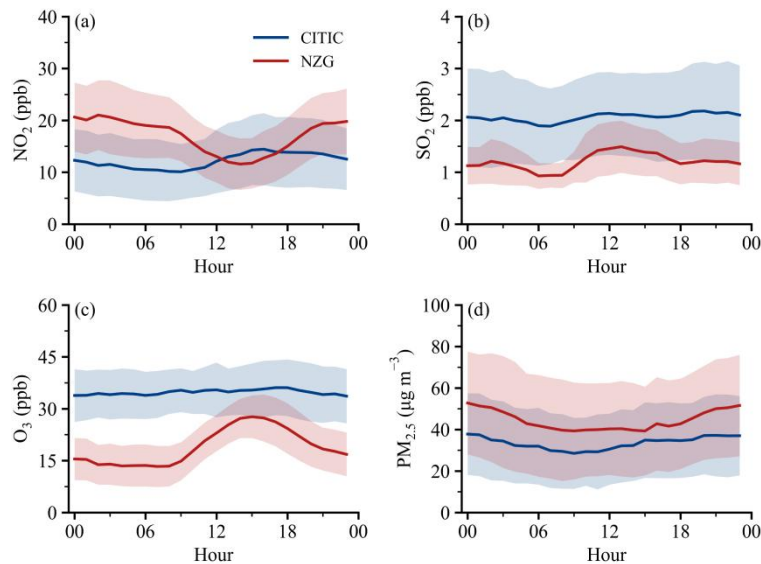 (a)
CITIC
NZG
NO₂ (ppb)
40
30
20
10
0
00 06 12 18 00
Hour
(b)
SO₂ (ppb)
4
3
2
1
0
00 06 12 18 00
Hour
(c)
O₃ (ppb)
60
45
30
15
0
00 06 12 18 00
Hour
(d)
PM₂.₅ (μg m⁻³)
100
80
60
40
20
0
00 06 12 18 00
Hour